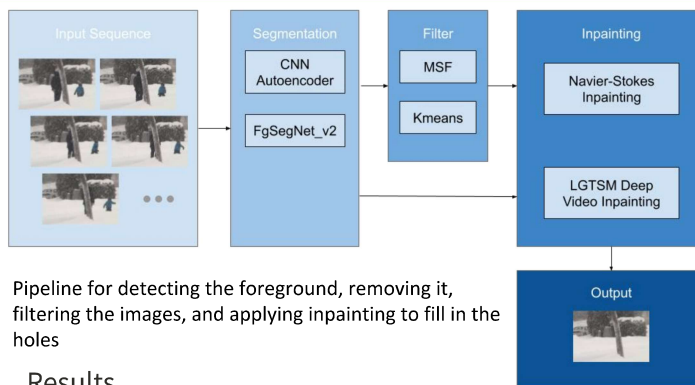 Input Sequence
Segmentation
CNN
Autoencoder
FgSegNet_v2
Filter
MSF
Kmeans
Inpainting
Navier-Stokes
Inpainting
LGTSM Deep
Video Inpainting
Output
Pipeline for detecting the foreground, removing it,
filtering the images, and applying inpainting to fill in the
holes
Results